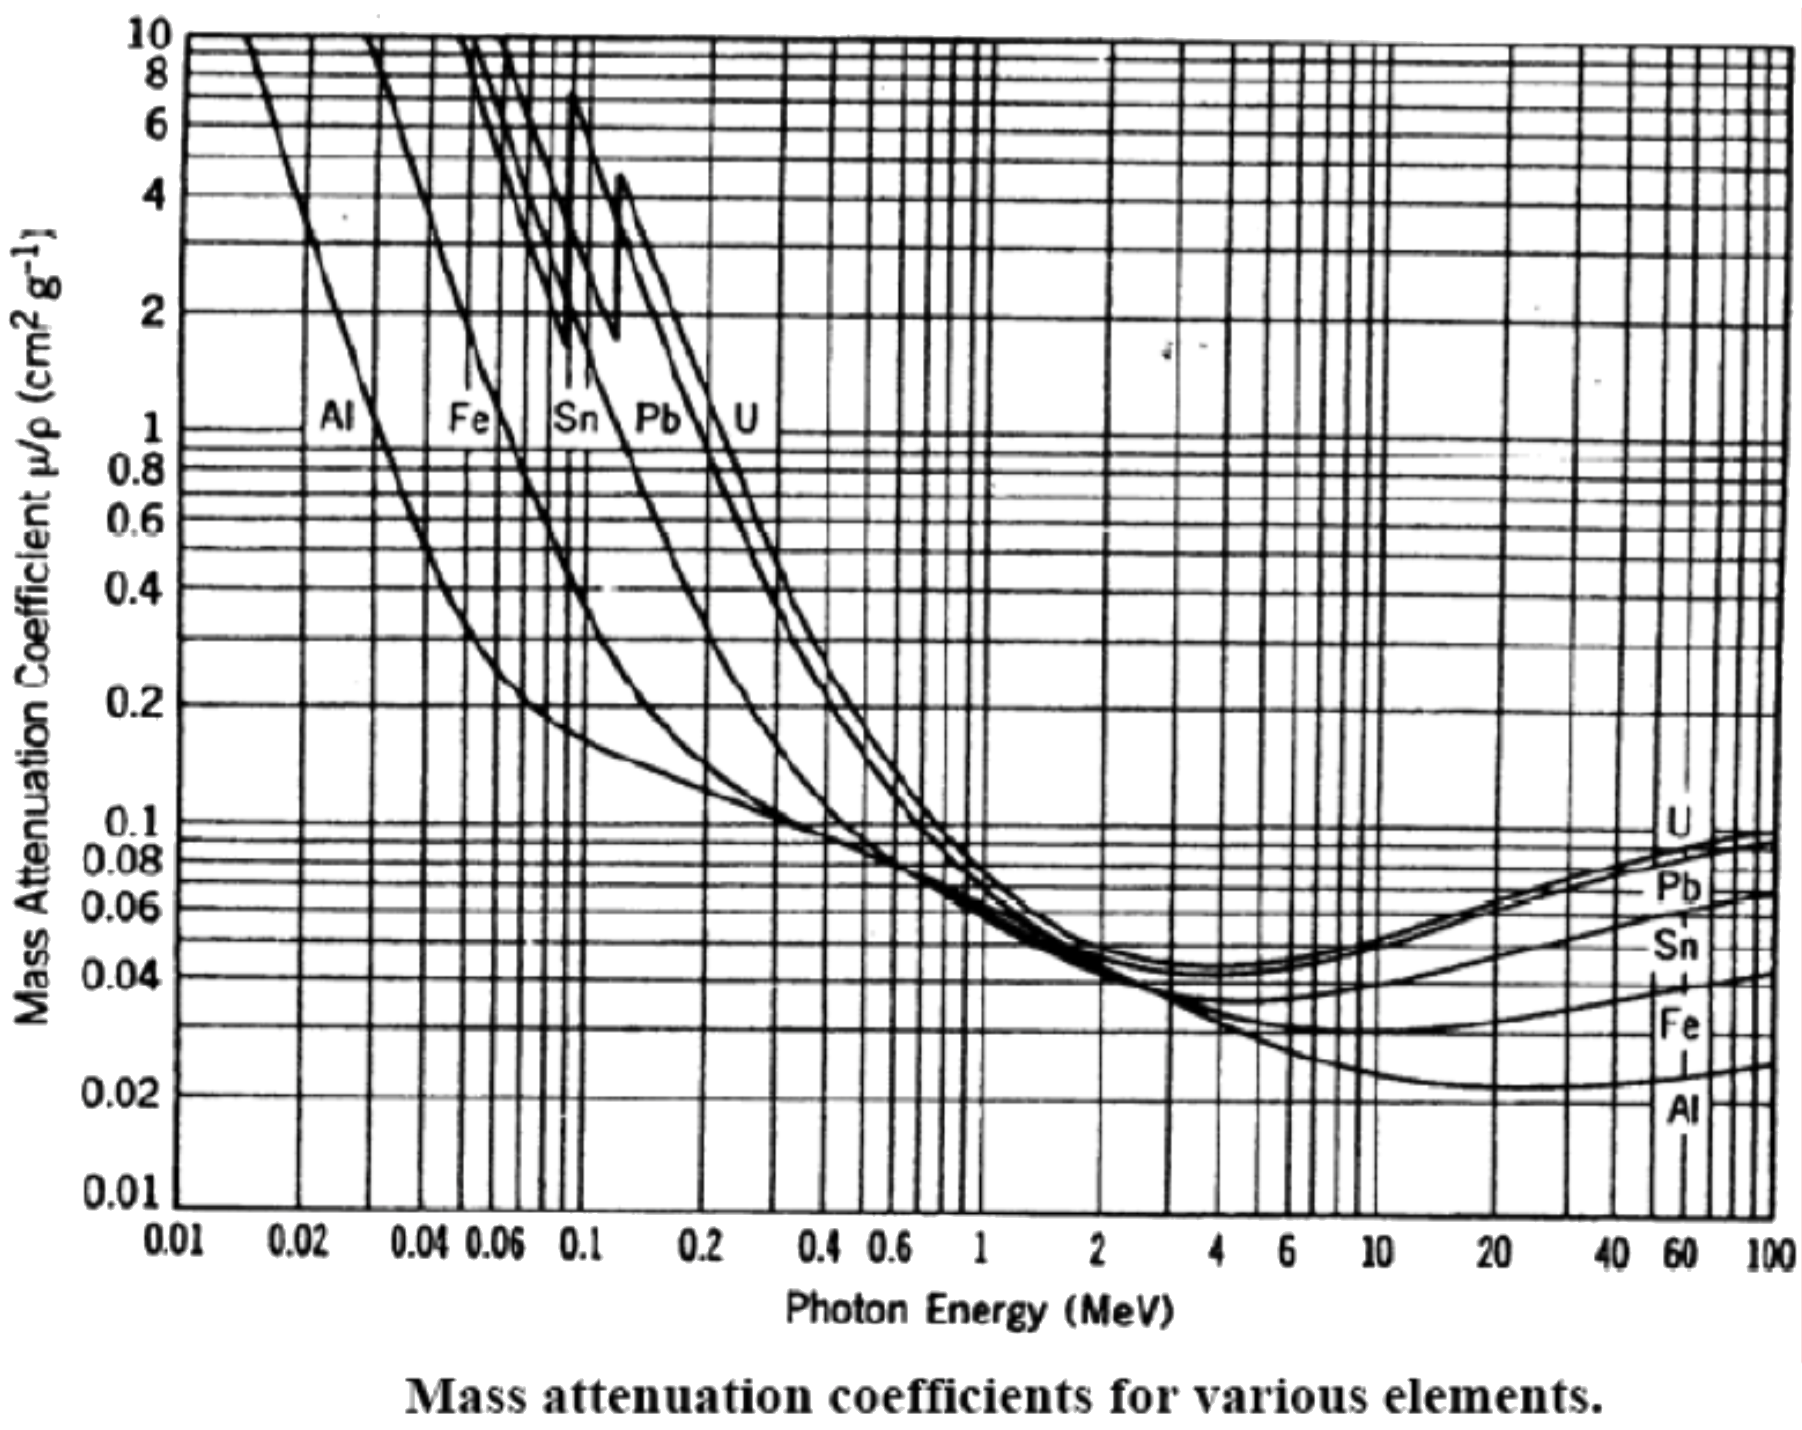 10
8
6
4
2
1
0.8
0.6
0.4
0.2
0.1
0.08
0.06
0.04
0.02
0.01
Mass Attenuation Coefficient μ/ρ (cm² g⁻¹)
Al Fe Sn Pb U
U
Pb
Sn
Fe
Al
0.01 0.02 0.04 0.06 0.1 0.2 0.4 0.6 1 2 4 6 10 20 40 60 100
Photon Energy (MeV)
Mass attenuation coefficients for various elements.